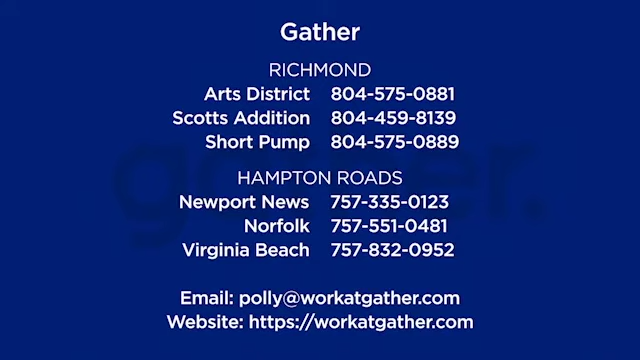 Gather
RICHMOND
Arts District 804-575-0881
Scotts Addition 804-459-8139
Short Pump 804-575-0889
HAMPTON ROADS
Newport News 757-335-0123
Norfolk 757-551-0481
Virginia Beach 757-832-0952
Email: polly@workatgather.com
Website: https://workatgather.com
gather.